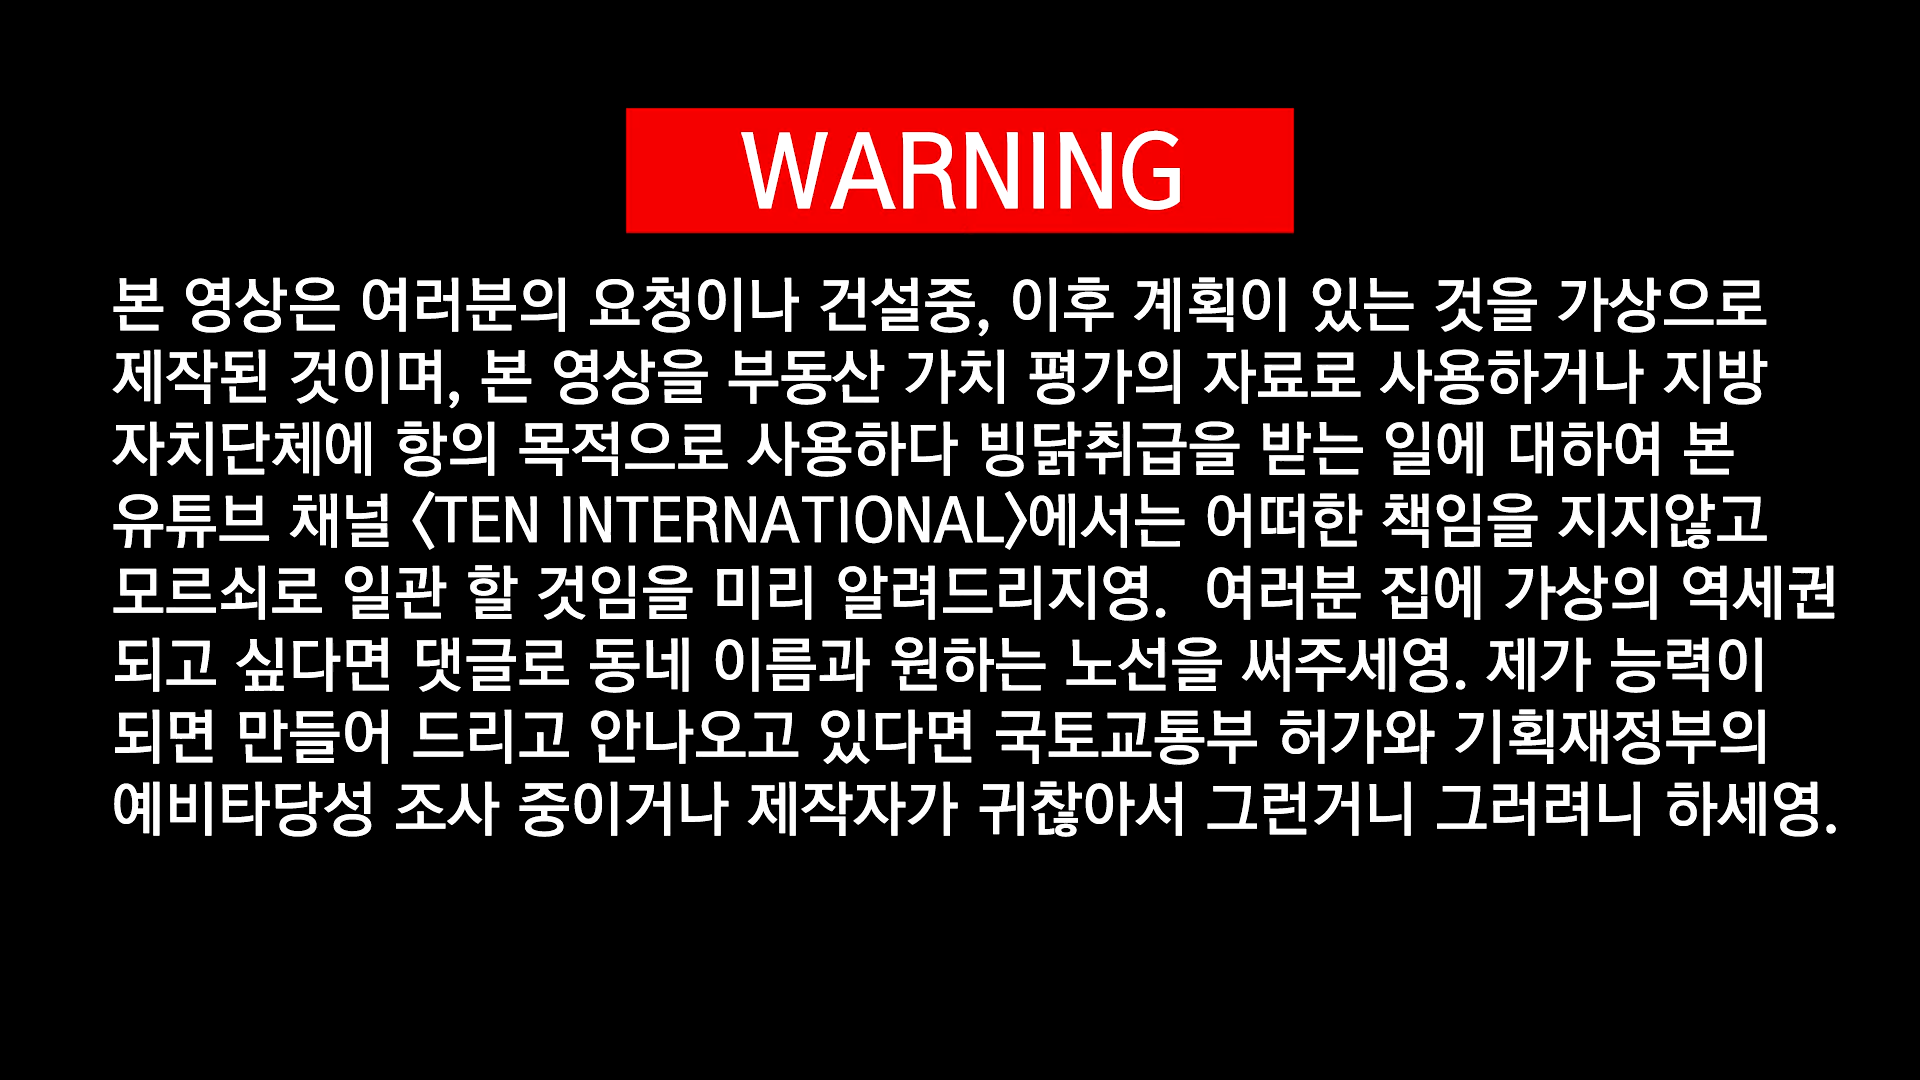 WARNING
본 영상은 여러분의 요청이나 건설중, 이후 계획이 있는 것을 가상으로
제작된 것이며, 본 영상을 부동산 가치 평가의 자료로 사용하거나 지방
자치단체에 항의 목적으로 사용하다 빙닭취급을 받는 일에 대하여 본
유튜브 채널 <TEN INTERNATIONAL>에서는 어떠한 책임을 지지않고
모르쇠로 일관 할 것임을 미리 알려드리지영.  여러분 집에 가상의 역세권
되고 싶다면 댓글로 동네 이름과 원하는 노선을 써주세영. 제가 능력이
되면 만들어 드리고 안나오고 있다면 국토교통부 허가와 기획재정부의
예비타당성 조사 중이거나 제작자가 귀찮아서 그런거니 그러려니 하세영.